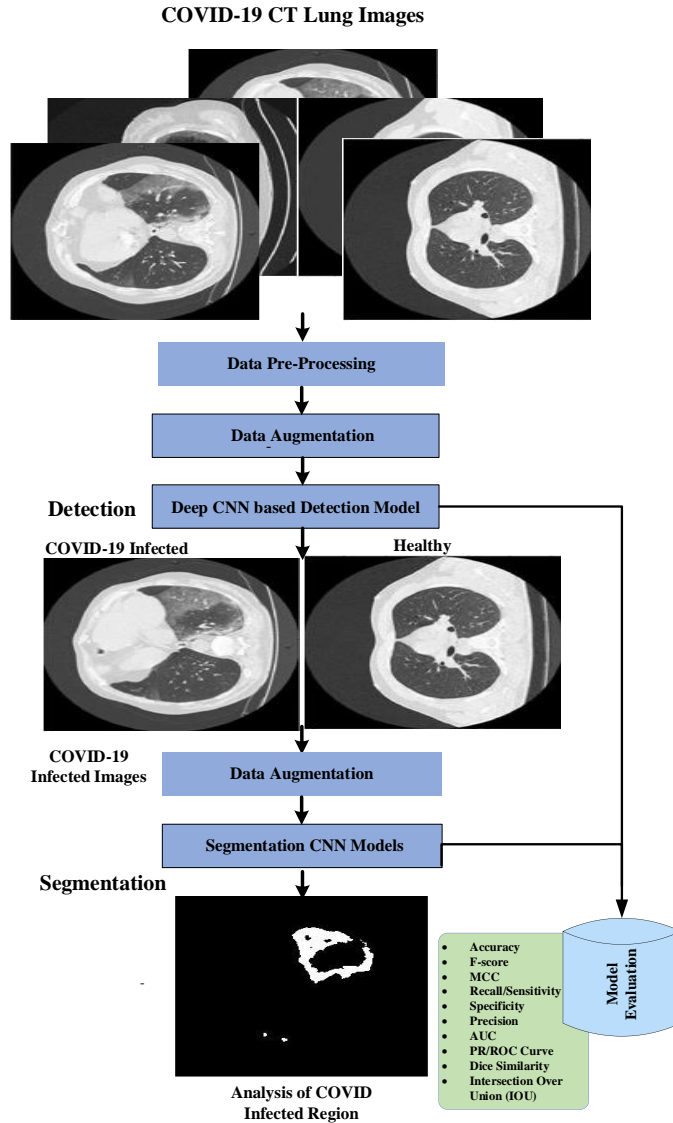 COVID-19 CT Lung Images
Data Pre-Processing
Data Augmentation
Detection
Deep CNN based Detection Model
COVID-19 Infected
Healthy
COVID-19
Infected Images
Data Augmentation
Segmentation CNN Models
Segmentation
• Accuracy
• F-score
• MCC
• Recall/Sensitivity
• Specificity
• Precision
• AUC
• PR/ROC Curve
• Dice Similarity
• Intersection Over
Union (IOU)
Model
Evaluation
Analysis of COVID
Infected Region